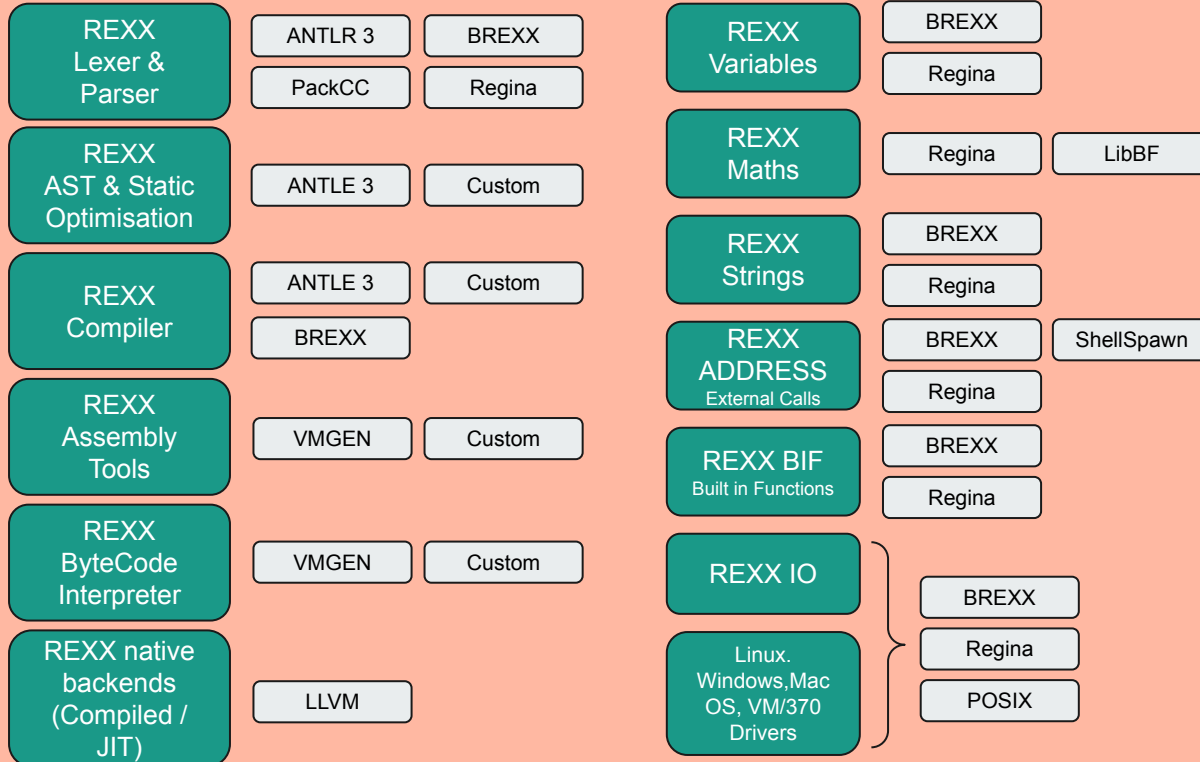 REXX
Lexer &
Parser
ANTLR 3
BREXX
PackCC
Regina
REXX
AST & Static
Optimisation
ANTLE 3
Custom
REXX
Compiler
ANTLE 3
Custom
BREXX
REXX
Assembly
Tools
VMGEN
Custom
REXX
ByteCode
Interpreter
VMGEN
Custom
REXX native
backends
(Compiled /
JIT)
LLVM
REXX
Variables
BREXX
Regina
REXX
Maths
Regina
LibBF
REXX
Strings
BREXX
Regina
REXX
ADDRESS
External Calls
BREXX
ShellSpawn
Regina
REXX BIF
Built in Functions
BREXX
Regina
REXX IO
Linux.
Windows,Mac
OS, VM/370
Drivers
BREXX
Regina
POSIX